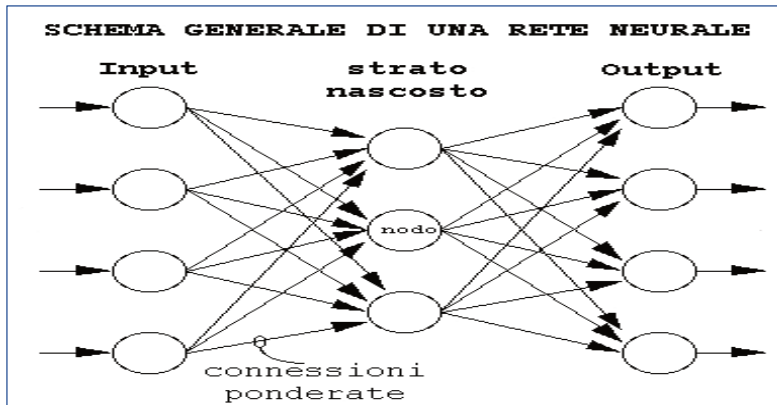 SCHEMA GENERALE DI UNA RETE NEURALE
Input
strato
nascosto
Output
nodo
connessioni
ponderate